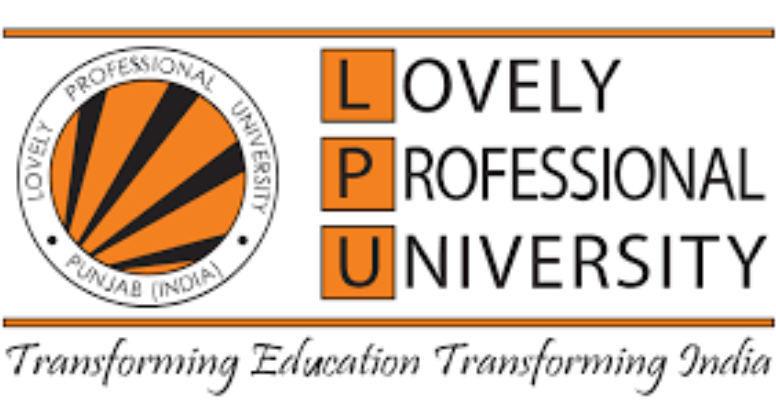 LOVELY PROFESSIONAL UNIVERSITY
• PUNJAB (INDIA) •
LOVELY
PROFESSIONAL
UNIVERSITY
Transforming Education Transforming India